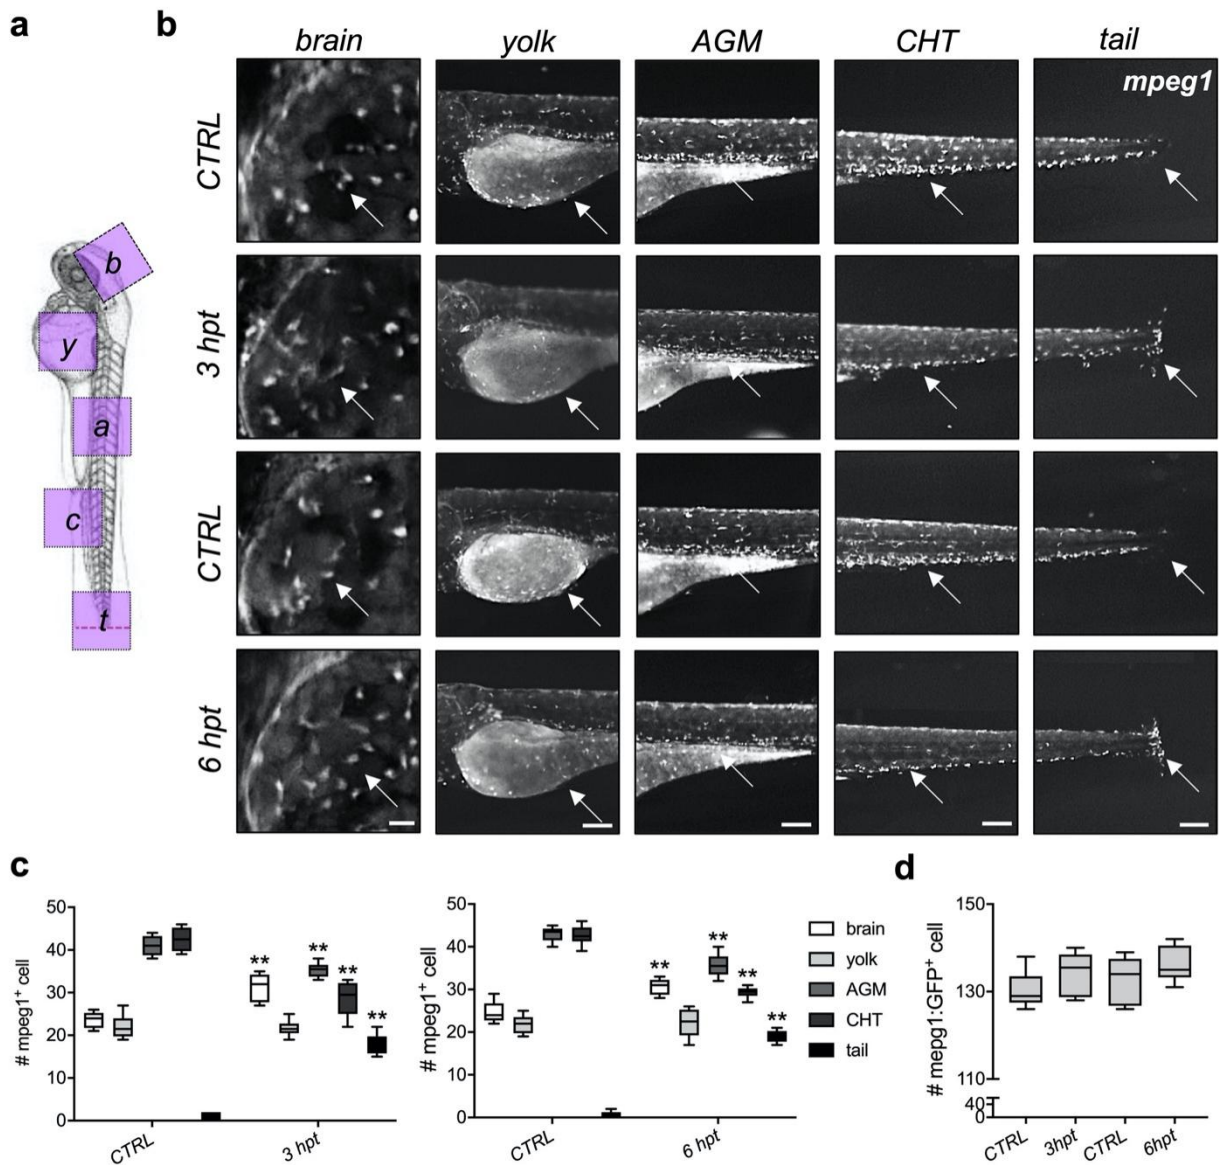 a
b
brain yolk AGM CHT tail
CTRL
mpeg1
3 hpt
CTRL
6 hpt
b
y
a
c
t
c
# mpeg1+ cell
50
40
30
20
10
0
**
**
**
**
CTRL
3 hpt
# mpeg1+ cell
50
40
30
20
10
0
**
**
**
**
CTRL
6 hpt
brain
yolk
AGM
CHT
tail
d
# mepg1:GFP+ cell
150
130
110
40
0
CTRL
3hpt
CTRL
6hpt